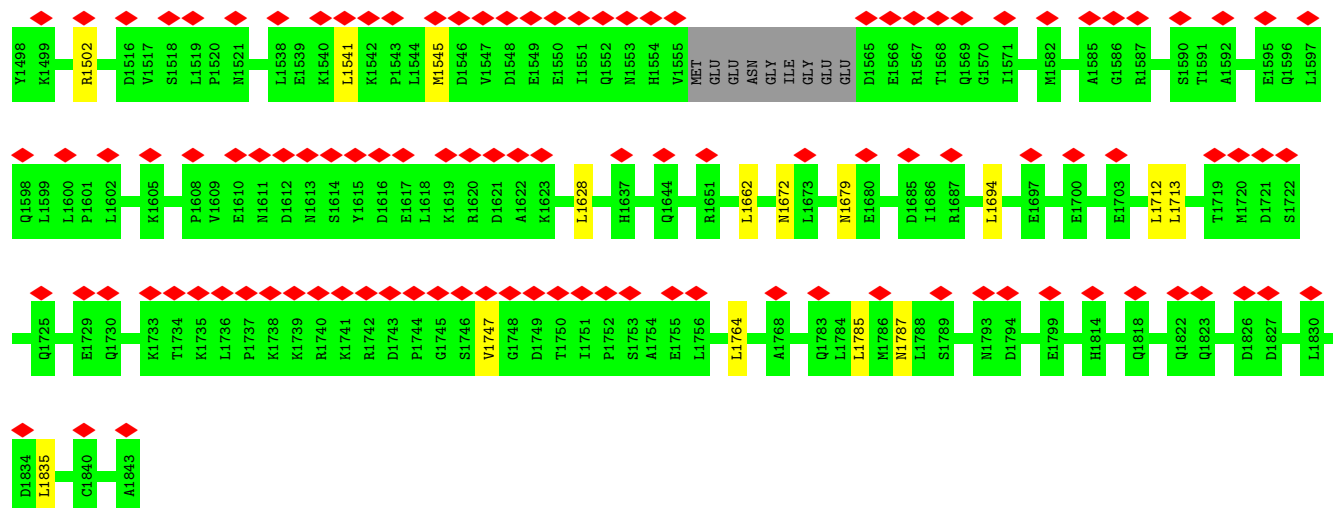 Y1498 K1499 R1502 D1516 V1517 S1518 L1519 P1520 N1521 L1538 E1539 K1540 L1541 K1542 P1543 L1544 M1545 D1546 V1547 D1548 E1549 E1550 I1551 Q1552 N1553 H1554 V1555 MET GLU GLU ASN GLY ILE GLY GLU GLU D1565 E1566 R1567 T1568 Q1569 G1570 I1571 M1582 A1585 G1586 R1587 S1590 T1591 A1592 E1595 Q1596 L1597
Q1598 L1599 L1600 P1601 L1602 K1605 P1608 V1609 E1610 N1611 D1612 N1613 S1614 Y1615 D1616 E1617 L1618 K1619 R1620 D1621 A1622 K1623 L1628 H1637 Q1644 R1651 L1662 N1672 L1673 N1679 E1680 D1685 I1686 R1687 L1694 E1697 E1700 E1703 L1712 L1713 T1719 M1720 D1721 S1722
Q1725 E1729 Q1730 K1733 T1734 K1735 L1736 P1737 K1738 K1739 R1740 K1741 R1742 D1743 P1744 G1745 S1746 V1747 G1748 D1749 T1750 I1751 P1752 S1753 A1754 E1755 L1756 L1764 A1768 Q1783 L1784 L1785 M1786 N1787 L1788 S1789 N1793 D1794 E1799 H1814 Q1818 Q1822 Q1823 D1826 D1827 L1830
D1834 L1835 C1840 A1843